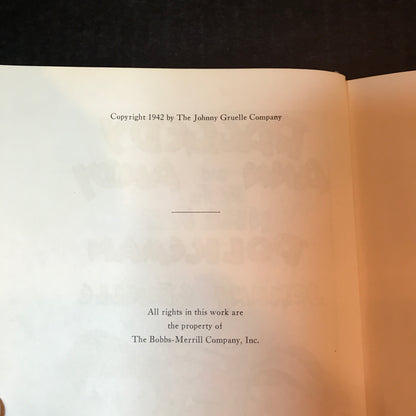 Copyright 1942 by The Johnny Gruelle Company
All rights in this work are
the property of
The Bobbs-Merrill Company, Inc.